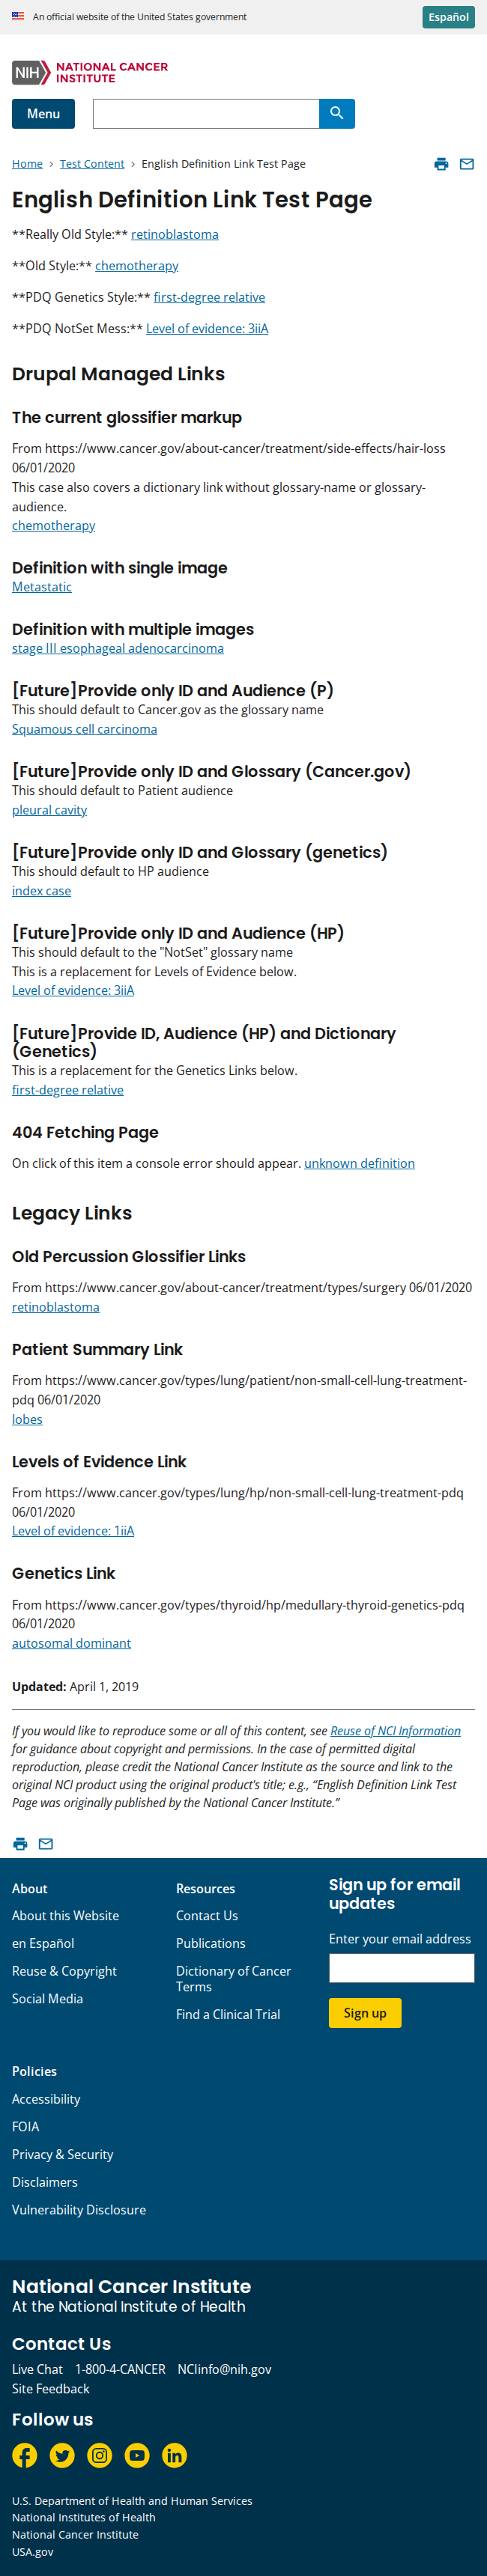 An official website of the United States government
Español
NIH NATIONAL CANCER
INSTITUTE
Menu
Home › Test Content › English Definition Link Test Page
English Definition Link Test Page
**Really Old Style:** retinoblastoma
**Old Style:** chemotherapy
**PDQ Genetics Style:** first-degree relative
**PDQ NotSet Mess:** Level of evidence: 3iiA
Drupal Managed Links
The current glossifier markup
From https://www.cancer.gov/about-cancer/treatment/side-effects/hair-loss
06/01/2020
This case also covers a dictionary link without glossary-name or glossary-
audience.
chemotherapy
Definition with single image
Metastatic
Definition with multiple images
stage III esophageal adenocarcinoma
[Future]Provide only ID and Audience (P)
This should default to Cancer.gov as the glossary name
Squamous cell carcinoma
[Future]Provide only ID and Glossary (Cancer.gov)
This should default to Patient audience
pleural cavity
[Future]Provide only ID and Glossary (genetics)
This should default to HP audience
index case
[Future]Provide only ID and Audience (HP)
This should default to the "NotSet" glossary name
This is a replacement for Levels of Evidence below.
Level of evidence: 3iiA
[Future]Provide ID, Audience (HP) and Dictionary
(Genetics)
This is a replacement for the Genetics Links below.
first-degree relative
404 Fetching Page
On click of this item a console error should appear. unknown definition
Legacy Links
Old Percussion Glossifier Links
From https://www.cancer.gov/about-cancer/treatment/types/surgery 06/01/2020
retinoblastoma
Patient Summary Link
From https://www.cancer.gov/types/lung/patient/non-small-cell-lung-treatment-
pdq 06/01/2020
lobes
Levels of Evidence Link
From https://www.cancer.gov/types/lung/hp/non-small-cell-lung-treatment-pdq
06/01/2020
Level of evidence: 1iiA
Genetics Link
From https://www.cancer.gov/types/thyroid/hp/medullary-thyroid-genetics-pdq
06/01/2020
autosomal dominant
Updated: April 1, 2019
If you would like to reproduce some or all of this content, see Reuse of NCI Information
for guidance about copyright and permissions. In the case of permitted digital
reproduction, please credit the National Cancer Institute as the source and link to the
original NCI product using the original product's title; e.g., “English Definition Link Test
Page was originally published by the National Cancer Institute.”
About
About this Website
en Español
Reuse & Copyright
Social Media
Resources
Contact Us
Publications
Dictionary of Cancer
Terms
Find a Clinical Trial
Sign up for email
updates
Enter your email address
Sign up
Policies
Accessibility
FOIA
Privacy & Security
Disclaimers
Vulnerability Disclosure
National Cancer Institute
At the National Institute of Health
Contact Us
Live Chat 1-800-4-CANCER NCIinfo@nih.gov
Site Feedback
Follow us
U.S. Department of Health and Human Services
National Institutes of Health
National Cancer Institute
USA.gov